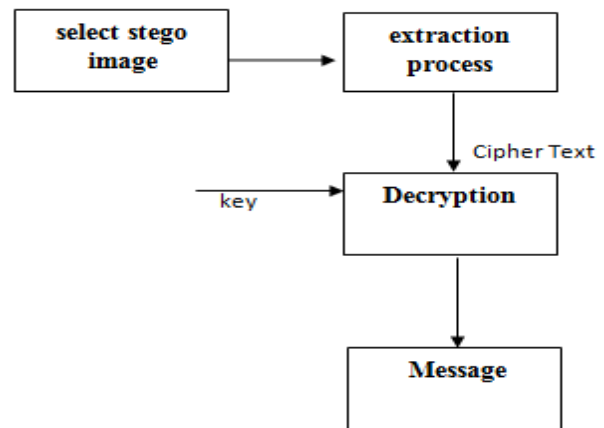 select stego
image
extraction
process
Cipher Text
key
Decryption
Message